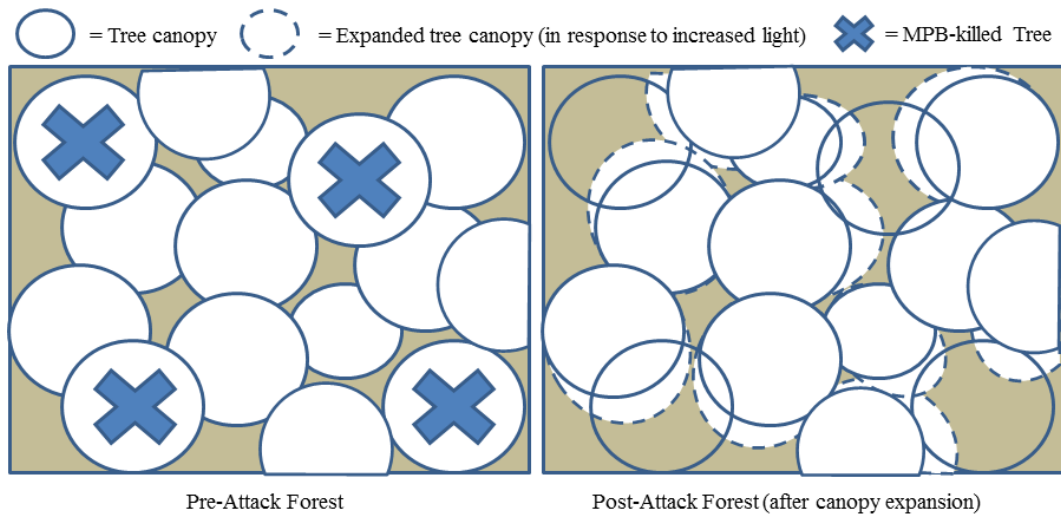 = Tree canopy = Expanded tree canopy (in response to increased light) = MPB-killed Tree
Pre-Attack Forest Post-Attack Forest (after canopy expansion)